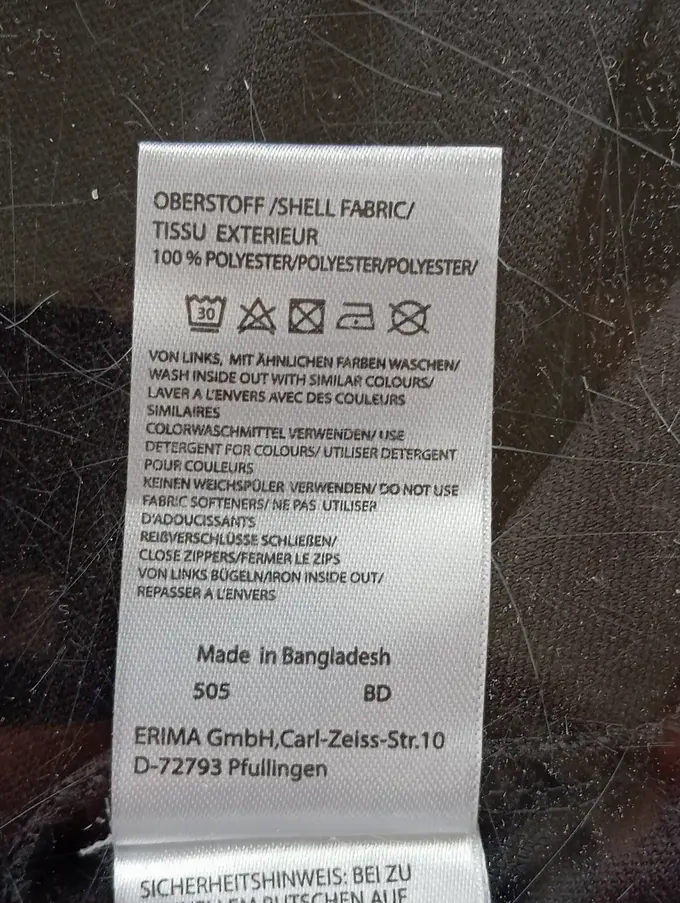 OBERSTOFF /SHELL FABRIC/
TISSU EXTERIEUR
100 % POLYESTER/POLYESTER/POLYESTER/
30
VON LINKS, MIT ÄHNLICHEN FARBEN WASCHEN/
WASH INSIDE OUT WITH SIMILAR COLOURS/
LAVER A L'ENVERS AVEC DES COULEURS
SIMILAIRES
COLORWASCHMITTEL VERWENDEN/ USE
DETERGENT FOR COLOURS/ UTILISER DETERGENT
POUR COULEURS
KEINEN WEICHSPÜLER VERWENDEN/ DO NOT USE
FABRIC SOFTENERS/ NE PAS UTILISER
D'ADOUCISSANTS
REIßVERSCHLÜSSE SCHLIEßEN/
CLOSE ZIPPERS/FERMER LE ZIPS
VON LINKS BÜGELN/IRON INSIDE OUT/
REPASSER A L'ENVERS
Made in Bangladesh
505 BD
ERIMA GmbH,Carl-Zeiss-Str.10
D-72793 Pfullingen
SICHERHEITSHINWEIS: BEI ZU
RUTSCHEN AUF